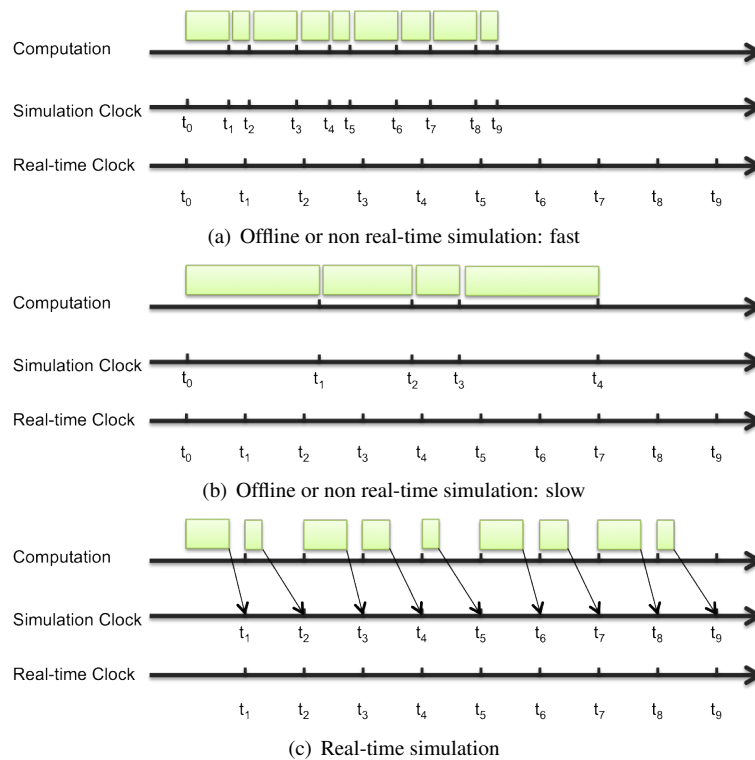 Computation
Simulation Clock
t0 t1 t2 t3 t4 t5 t6 t7 t8 t9
Real-time Clock
t0 t1 t2 t3 t4 t5 t6 t7 t8 t9
(a) Offline or non real-time simulation: fast
Computation
Simulation Clock
t0 t1 t2 t3 t4
Real-time Clock
t0 t1 t2 t3 t4 t5 t6 t7 t8 t9
(b) Offline or non real-time simulation: slow
Computation
Simulation Clock
t1 t2 t3 t4 t5 t6 t7 t8 t9
Real-time Clock
t1 t2 t3 t4 t5 t6 t7 t8 t9
(c) Real-time simulation